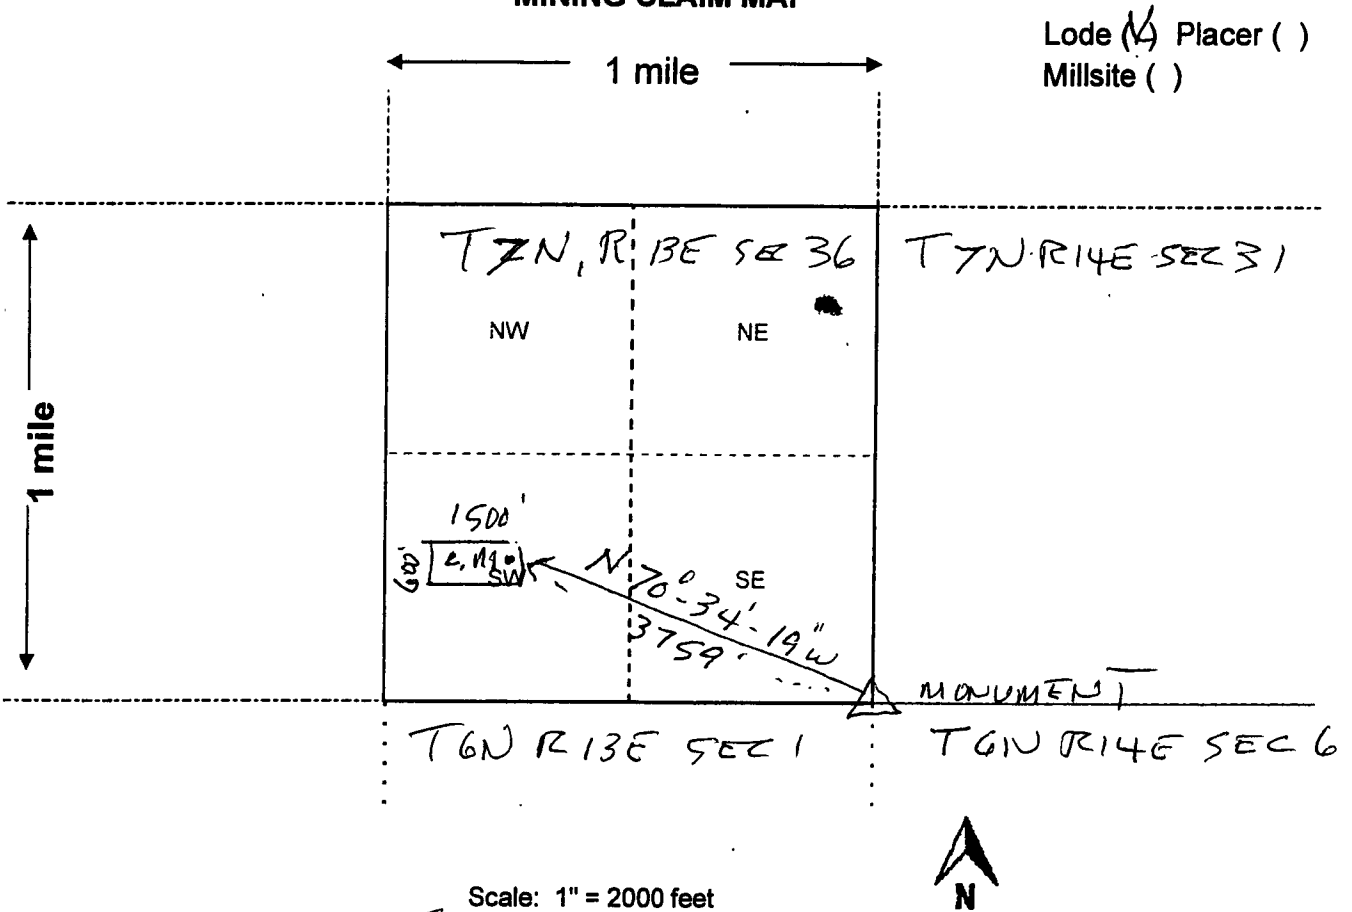 MINING CLAIM MAP
Lode (✓) Placer ( )
Millsite ( )
1 mile
T7N, R13E SEC 36
T7N R14E SEC 31
NW
NE
1 mile
1500'
600'
SW
SE
N 70°-34'-19" W
3759'
MONUMENT
T6N R13E SEC 1
T6N R14E SEC 6
Scale: 1" = 2000 feet
N